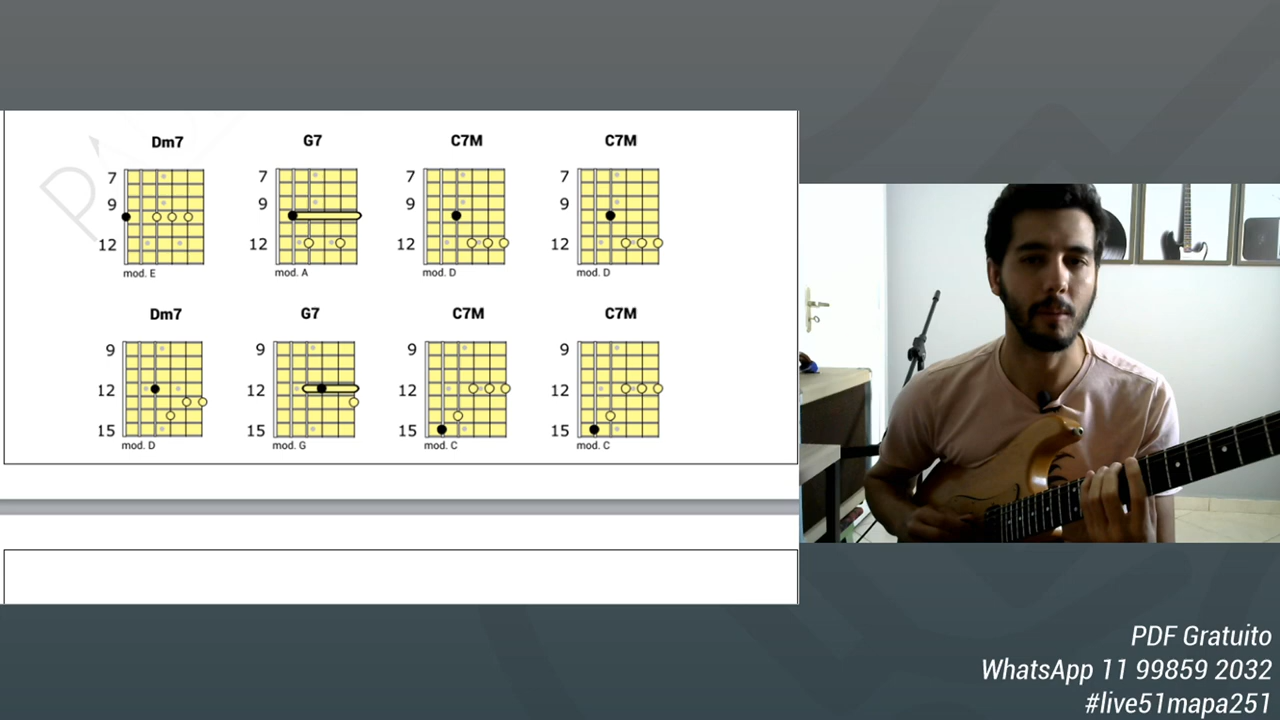 Dm7 G7 C7M C7M
7 7 7 7
9 9 9 9
12 12 12 12
mod. E mod. A mod. D mod. D
Dm7 G7 C7M C7M
9 9 9 9
12 12 12 12
15 15 15 15
mod. D mod. G mod. C mod. C
PDF Gratuito
WhatsApp 11 99859 2032
#live51mapa251